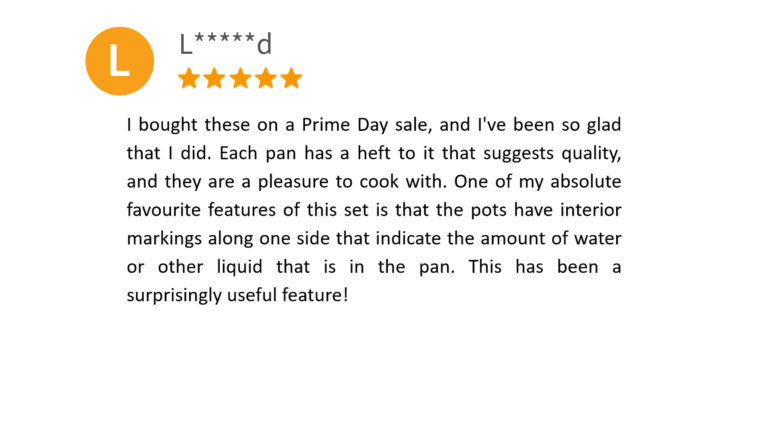 L
L*****d
I bought these on a Prime Day sale, and I've been so glad
that I did. Each pan has a heft to it that suggests quality,
and they are a pleasure to cook with. One of my absolute
favourite features of this set is that the pots have interior
markings along one side that indicate the amount of water
or other liquid that is in the pan. This has been a
surprisingly useful feature!